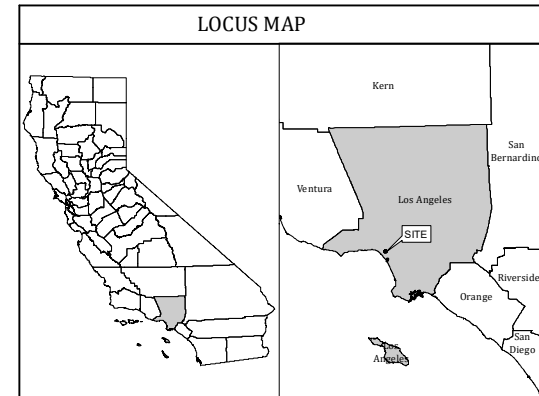 LOCUS MAP
Kern
San
Bernardino
Ventura
Los Angeles
SITE
Riverside
Orange
San
Diego
Los
Angeles